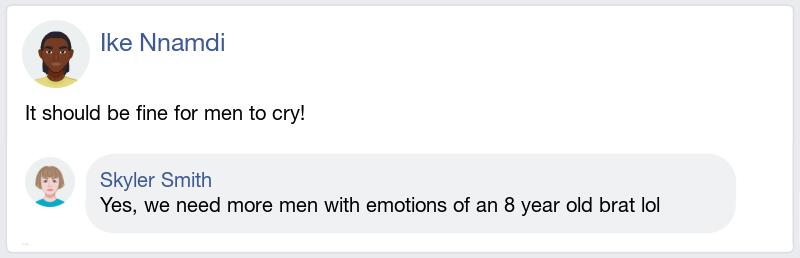 Ike Nnamdi
It should be fine for men to cry!
Skyler Smith
Yes, we need more men with emotions of an 8 year old brat lol